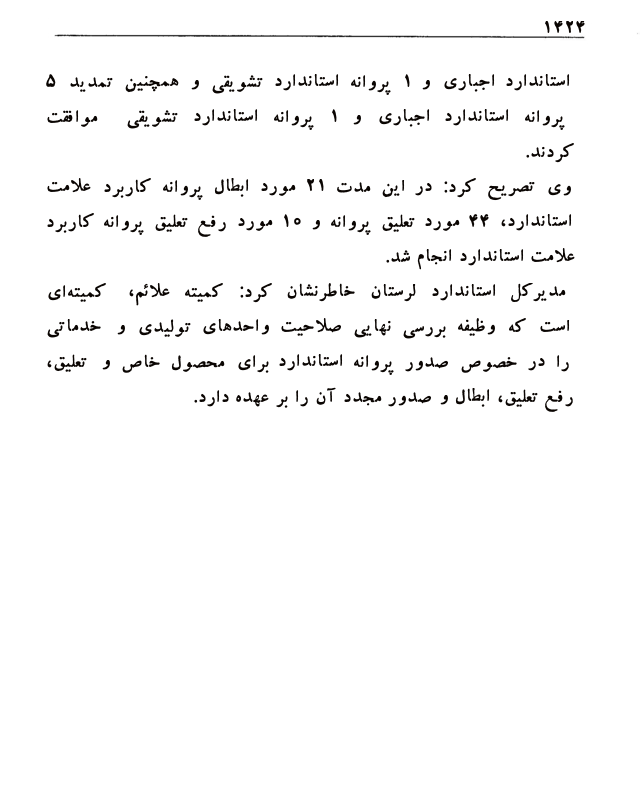 ۱۴۲۴
استاندارد اجباری و ۱ پروانه استاندارد تشویقی و همچنین تمدید ۵
پروانه استاندارد اجباری و ۱ پروانه استاندارد تشویقی موافقت
کردند.
وی تصریح کرد: در این مدت ۲۱ مورد ابطال پروانه کاربرد علامت
استاندارد، ۴۴ مورد تعلیق پروانه و ۱۰ مورد رفع تعلیق پروانه کاربرد
علامت استاندارد انجام شد.
مدیرکل استاندارد لرستان خاطرنشان کرد: کمیته علائم، کمیته‌ای
است که وظیفه بررسی نهایی صلاحیت واحدهای تولیدی و خدماتی
را در خصوص صدور پروانه استاندارد برای محصول خاص و تعلیق،
رفع تعلیق، ابطال و صدور مجدد آن را بر عهده دارد.